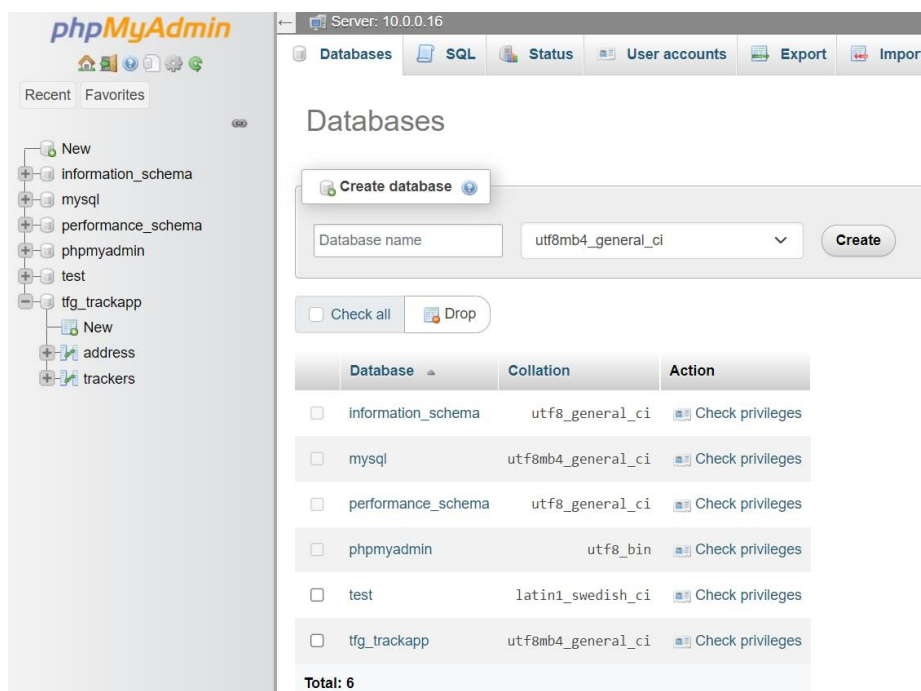 phpMyAdmin
Recent Favorites
New
information_schema
mysql
performance_schema
phpmyadmin
test
tfg_trackapp
New
address
trackers
Server: 10.0.0.16
Databases SQL Status User accounts Export Impor
Databases
Create database
Database name utf8mb4_general_ci Create
Check all Drop
Database Collation Action
information_schema utf8_general_ci Check privileges
mysql utf8mb4_general_ci Check privileges
performance_schema utf8_general_ci Check privileges
phpmyadmin utf8_bin Check privileges
test latin1_swedish_ci Check privileges
tfg_trackapp utf8mb4_general_ci Check privileges
Total: 6